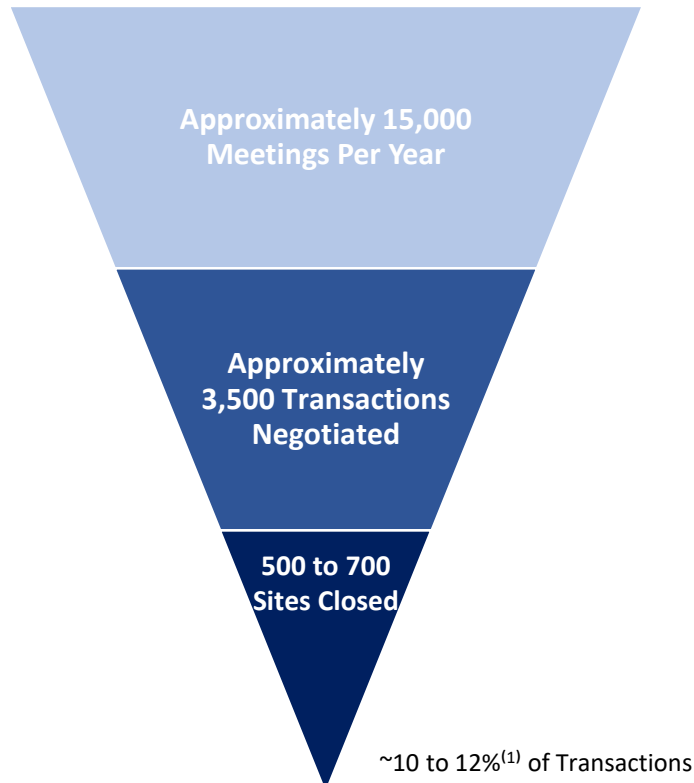 Approximately 15,000
Meetings Per Year
Approximately
3,500 Transactions
Negotiated
500 to 700
Sites Closed
~10 to 12%(1) of Transactions